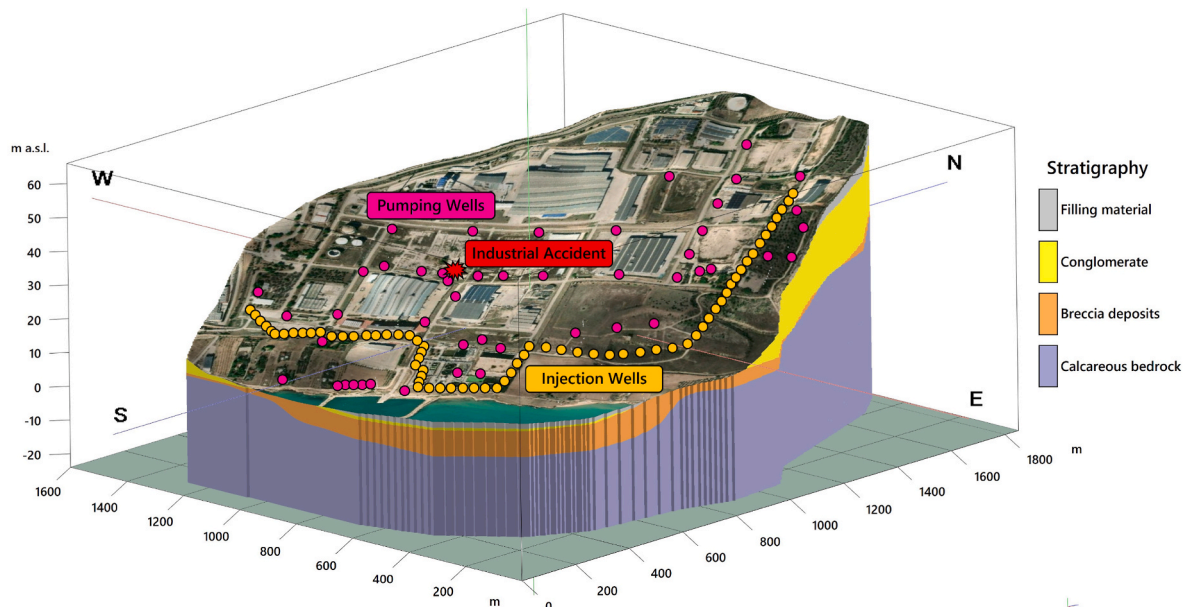 m a.s.l.
60
50
40
30
20
10
0
-10
-20
W
N
S
E
Pumping Wells
Industrial Accident
Injection Wells
Stratigraphy
Filling material
Conglomerate
Breccia deposits
Calcareous bedrock
1600
1400
1200
1000
800
600
400
200
m
0
200
400
600
800
1000
1200
1400
1600
1800
m